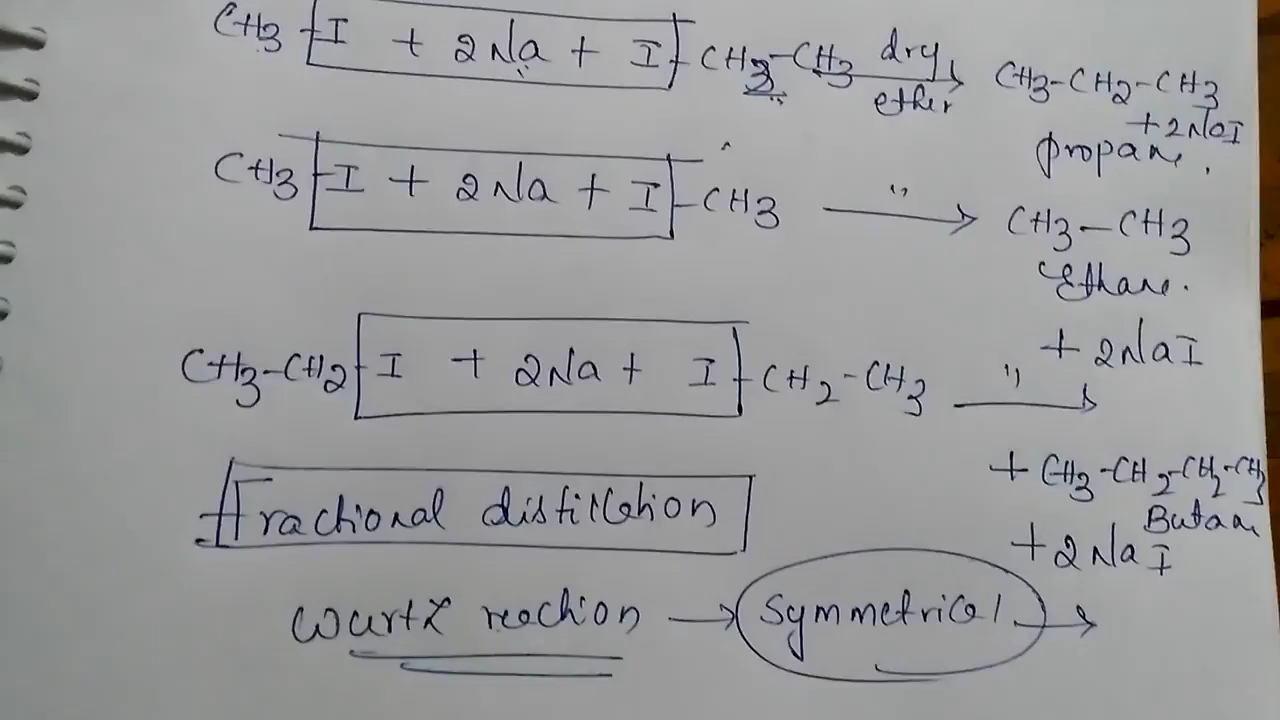 CH3-I + 2Na + I-CH3-CH3 dry ether CH3-CH2-CH3
+2NaI
propane.
CH3-I + 2Na + I-CH3 " CH3-CH3
Ethane.
+ 2NaI
CH3-CH2-I + 2Na + I-CH2-CH3 "
+ CH3-CH2-CH2-CH3
Butane
+ 2NaI
Fractional distillation
Wurtz reaction → Symmetrical →